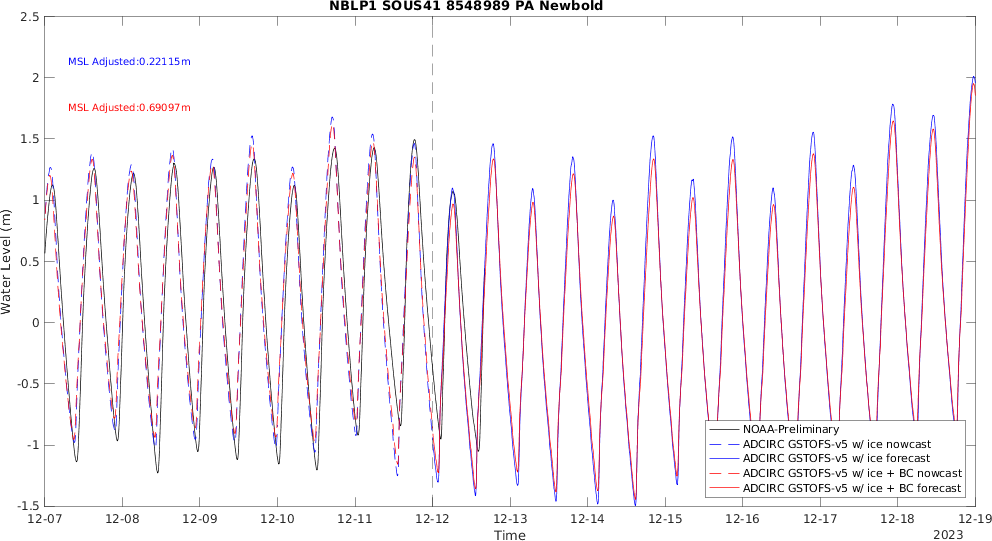 NBLP1 SOUS41 8548989 PA Newbold
MSL Adjusted:0.22115m
MSL Adjusted:0.69097m
Water Level (m)
2.5
2
1.5
1
0.5
0
-0.5
-1
-1.5
NOAA-Preliminary
ADCIRC GSTOFS-v5 w/ ice nowcast
ADCIRC GSTOFS-v5 w/ ice forecast
ADCIRC GSTOFS-v5 w/ ice + BC nowcast
ADCIRC GSTOFS-v5 w/ ice + BC forecast
12-07 12-08 12-09 12-10 12-11 12-12 12-13 12-14 12-15 12-16 12-17 12-18 12-19
Time
2023